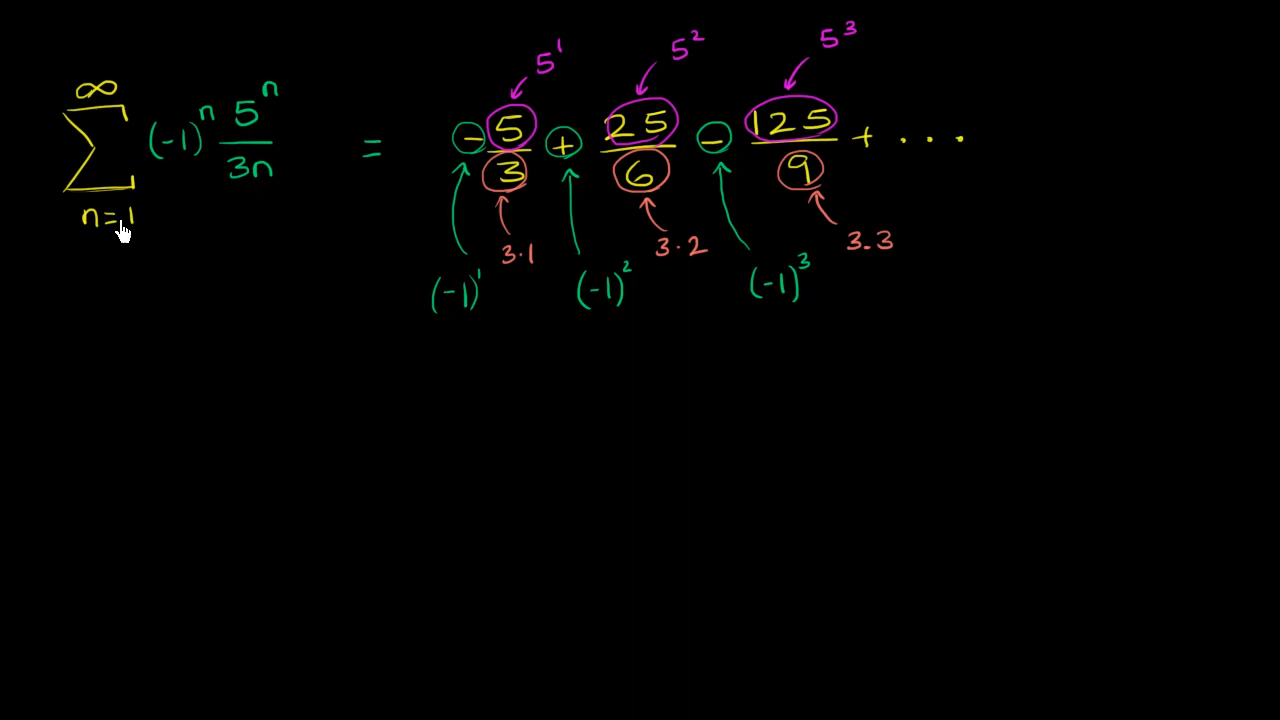 5^1 5^2 5^3
∞
∑ (-1)^n 5^n/3n = - 5/3 + 25/6 - 125/9 + . . .
n=1
3·1 3·2 3.3
(-1)^1 (-1)^2 (-1)^3